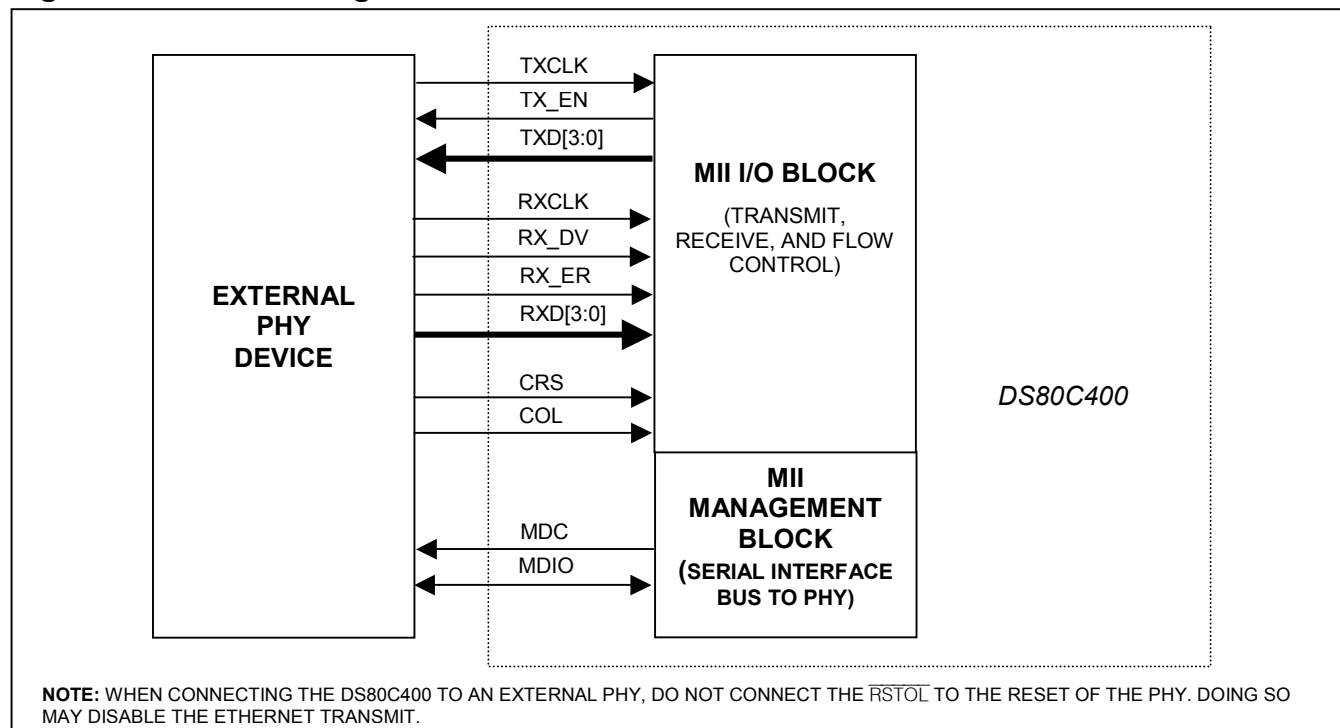 TXCLK
TX_EN
TXD[3:0]
RXCLK
RX_DV
RX_ER
RXD[3:0]
CRS
COL
MDC
MDIO
EXTERNAL
PHY
DEVICE
MII I/O BLOCK
(TRANSMIT,
RECEIVE, AND FLOW
CONTROL)
MII
MANAGEMENT
BLOCK
(SERIAL INTERFACE
BUS TO PHY)
DS80C400
NOTE: WHEN CONNECTING THE DS80C400 TO AN EXTERNAL PHY, DO NOT CONNECT THE R̅S̅T̅O̅L̅ TO THE RESET OF THE PHY. DOING SO
MAY DISABLE THE ETHERNET TRANSMIT.